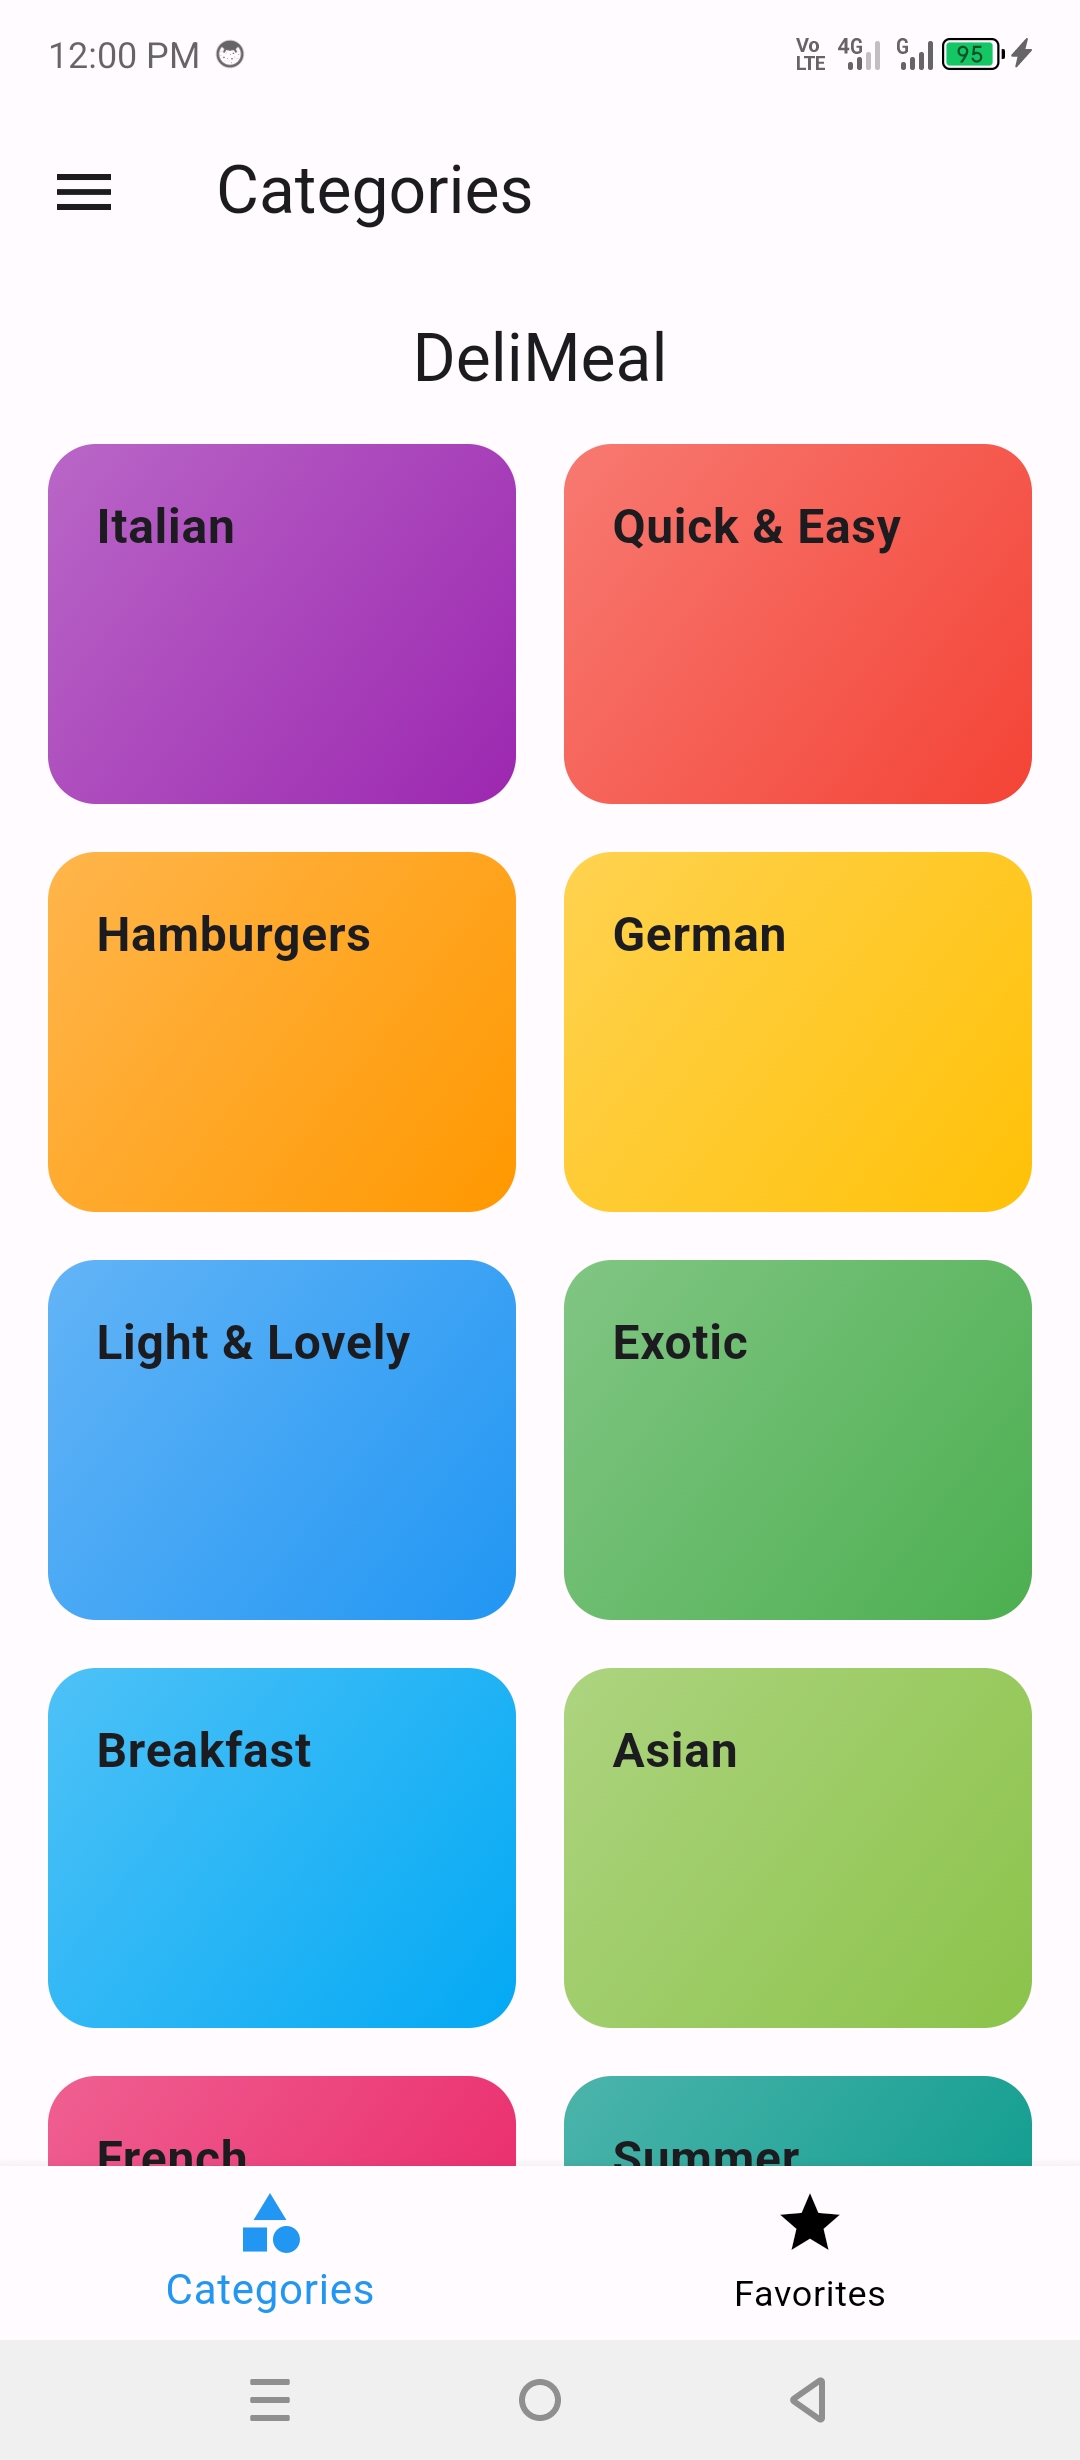 12:00 PM
Vo LTE 4G G 95
Categories
DeliMeal
Italian
Quick & Easy
Hamburgers
German
Light & Lovely
Exotic
Breakfast
Asian
French
Summer
Categories
Favorites